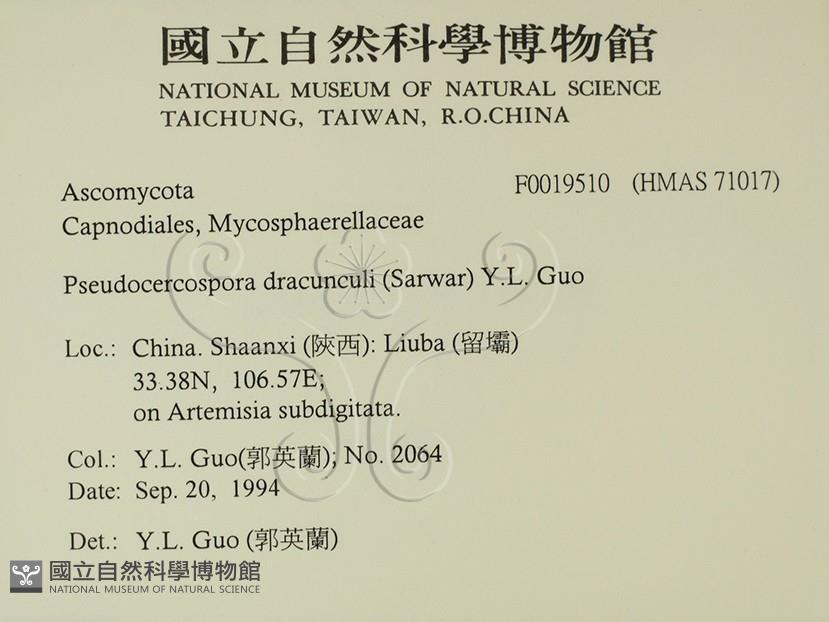 國立自然科學博物館
NATIONAL MUSEUM OF NATURAL SCIENCE
TAICHUNG, TAIWAN, R.O.CHINA
Ascomycota F0019510 (HMAS 71017)
Capnodiales, Mycosphaerellaceae
Pseudocercospora dracunculi (Sarwar) Y.L. Guo
Loc.: China. Shaanxi (陝西): Liuba (留壩)
33.38N, 106.57E;
on Artemisia subdigitata.
Col.: Y.L. Guo(郭英蘭); No. 2064
Date: Sep. 20, 1994
Det.: Y.L. Guo (郭英蘭)
國立自然科學博物館
NATIONAL MUSEUM OF NATURAL SCIENCE